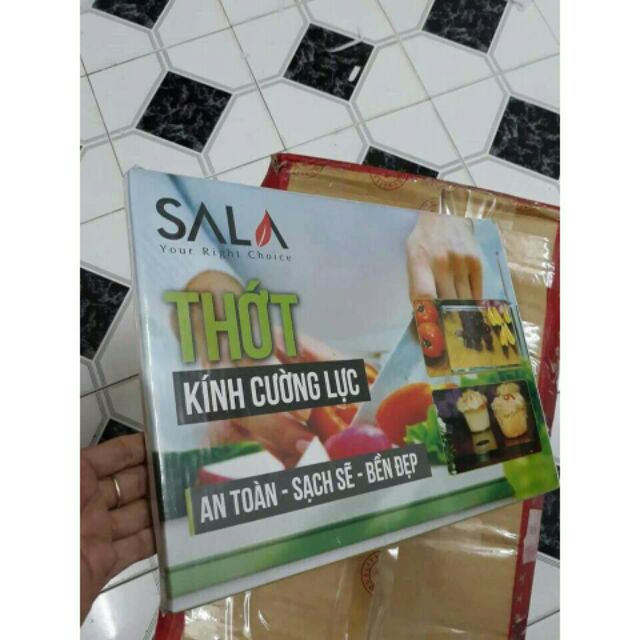 SALA
Your Right Choice
THỚT
KÍNH CƯỜNG LỰC
AN TOÀN - SẠCH SẼ - BỀN ĐẸP